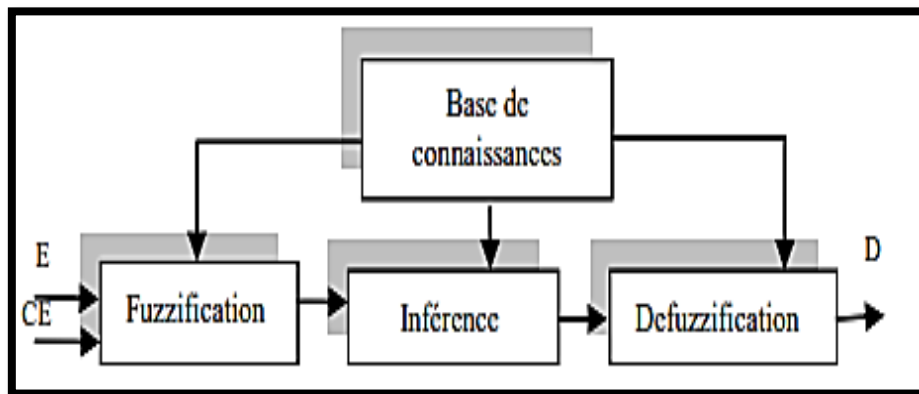 Base de
connaissances
E
CE
Fuzzification
Inférence
Defuzzification
D